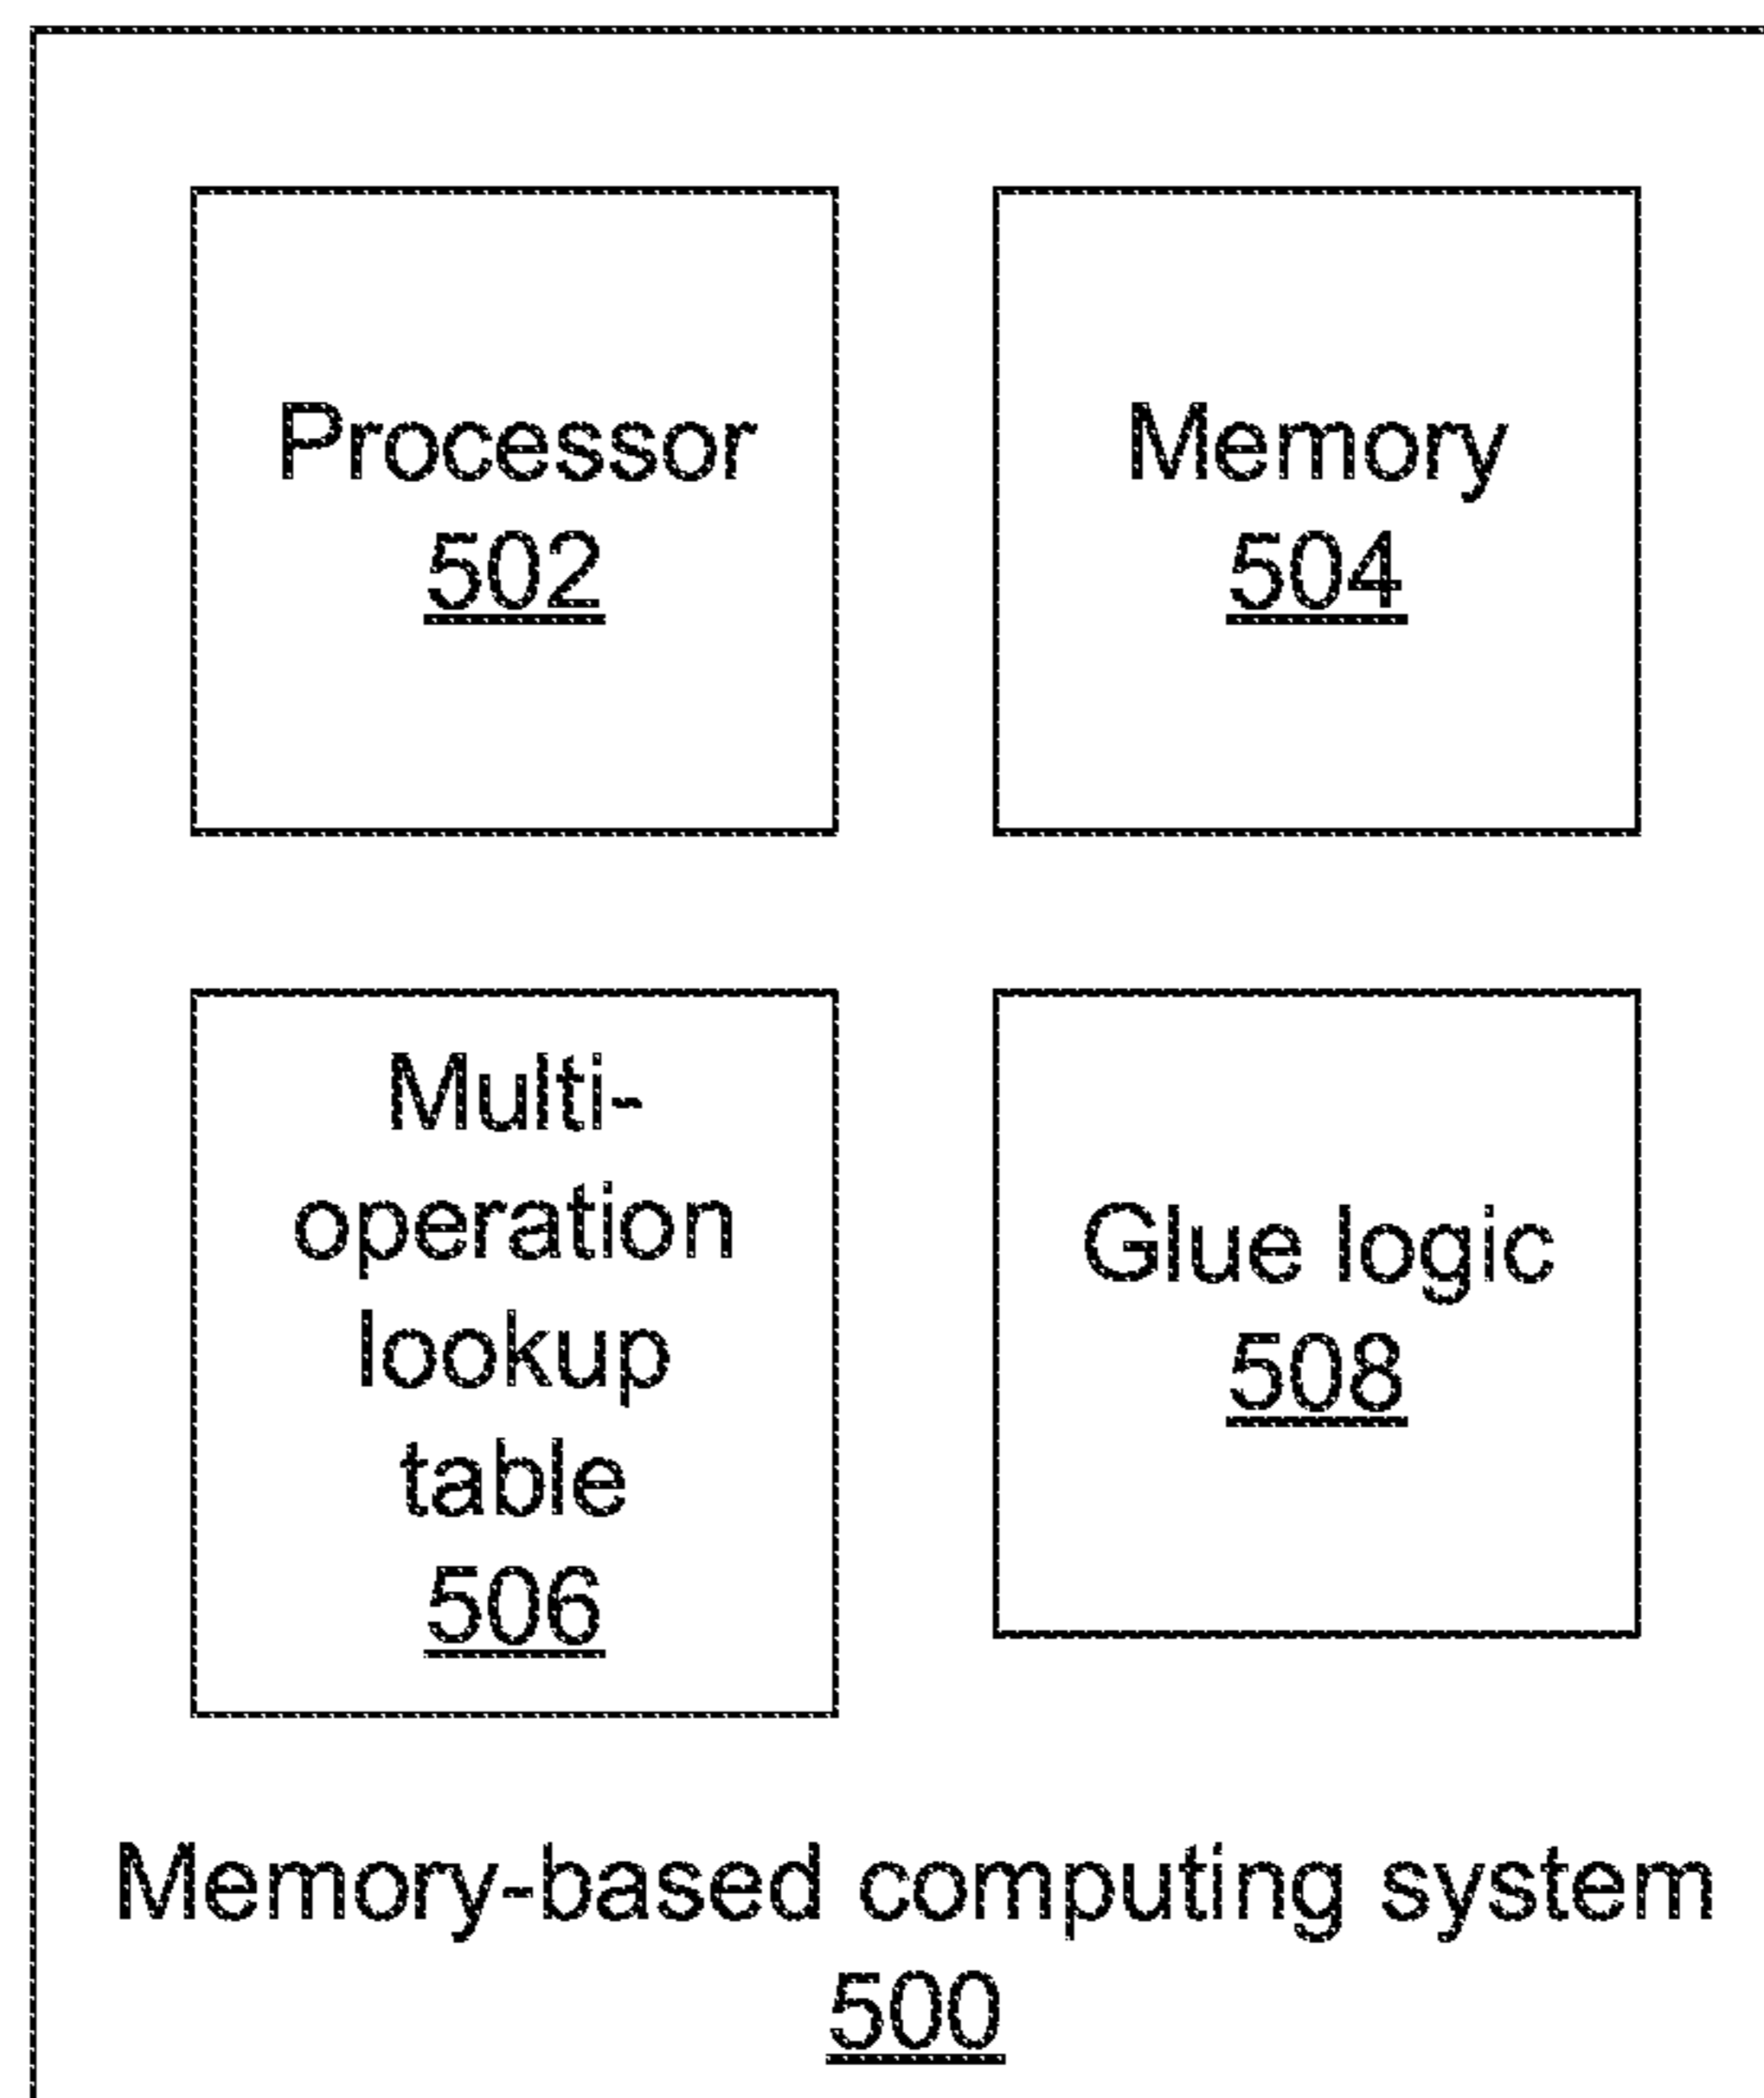 Processor
502
Memory
504
Multi-
operation
lookup
table
506
Glue logic
508
Memory-based computing system
500